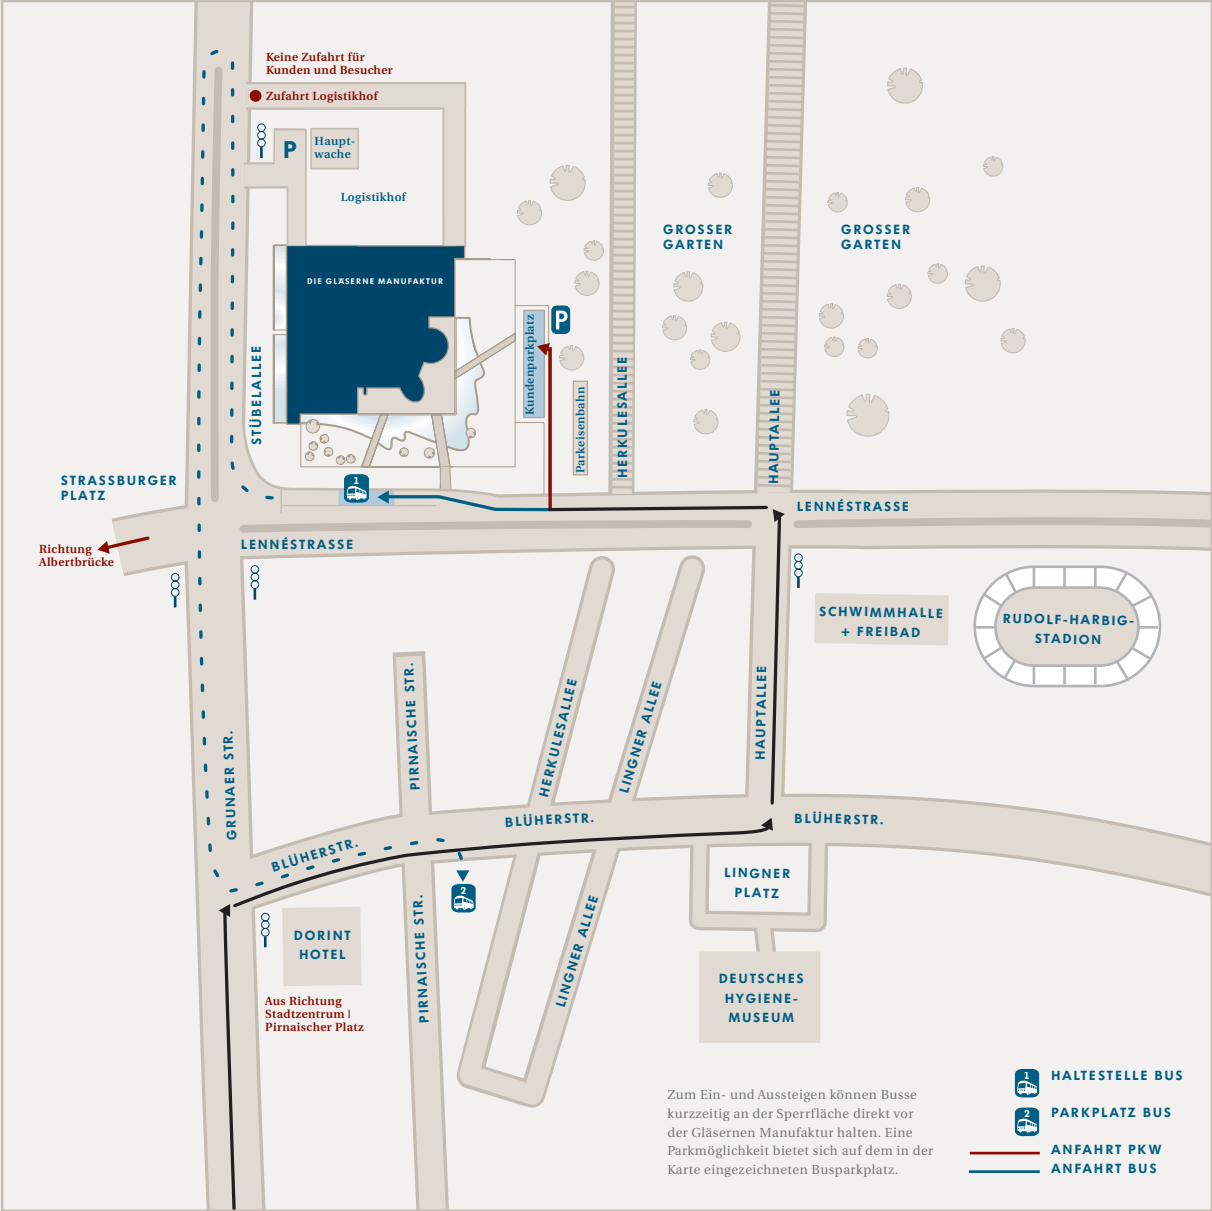 Keine Zufahrt für
Kunden und Besucher
Zufahrt Logistikhof
P
Haupt-
wache
Logistikhof
DIE GLÄSERNE MANUFAKTUR
GROSSER
GARTEN
GROSSER
GARTEN
P
Kundenparkplatz
Parkeisenbahn
HERKULESALLEE
HAUPTALLEE
STÜBELALLEE
STRASSBURGER
PLATZ
1
LENNÉSTRASSE
LENNÉSTRASSE
Richtung
Albertbrücke
SCHWIMMHALLE
+ FREIBAD
RUDOLF-HARBIG-
STADION
PIRNAISCHE STR.
HERKULESALLEE
LINGNER ALLEE
HAUPTALLEE
GRUNAER STR.
BLÜHERSTR.
BLÜHERSTR.
BLÜHERSTR.
2
LINGNER
PLATZ
DORINT
HOTEL
PIRNAISCHE STR.
LINGNER ALLEE
DEUTSCHES
HYGIENE-
MUSEUM
Aus Richtung
Stadtzentrum |
Pirnaischer Platz
Zum Ein- und Aussteigen können Busse
kurzzeitig an der Sperrfläche direkt vor
der Gläsernen Manufaktur halten. Eine
Parkmöglichkeit bietet sich auf dem in der
Karte eingezeichneten Busparkplatz.
1 HALTESTELLE BUS
2 PARKPLATZ BUS
ANFAHRT PKW
ANFAHRT BUS